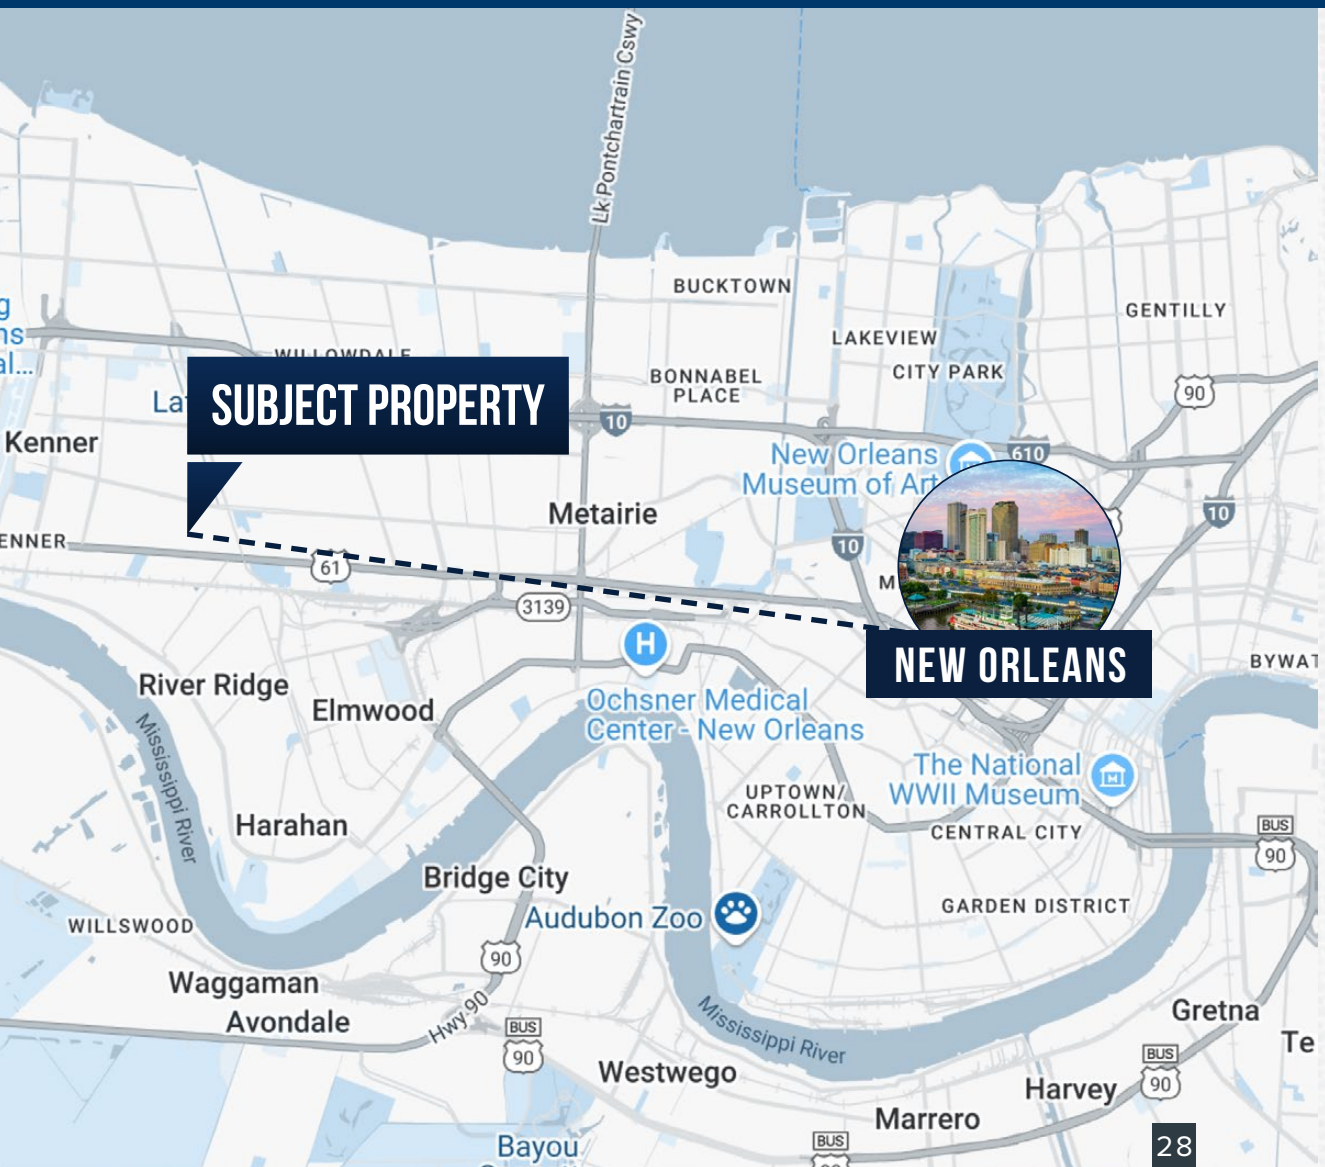 Lk Pontchartrain Cswy
BUCKTOWN
GENTILLY
LAKEVIEW
WILLOWDALE
CITY PARK
BONNABEL
PLACE
90
SUBJECT PROPERTY
10
Kenner
New Orleans
Museum of Art
610
10
Metairie
10
61
3139
River Ridge
Elmwood
NEW ORLEANS
Ochsner Medical
Center - New Orleans
H
Mississippi River
The National
WWII Museum
UPTOWN/
CARROLLTON
Harahan
CENTRAL CITY
BUS
90
Bridge City
GARDEN DISTRICT
Audubon Zoo
WILLSWOOD
90
Waggaman
Avondale
Hwy 90
Gretna
BUS
90
Mississippi River
Westwego
BUS
90
Harvey
Marrero
Bayou
BUS
28